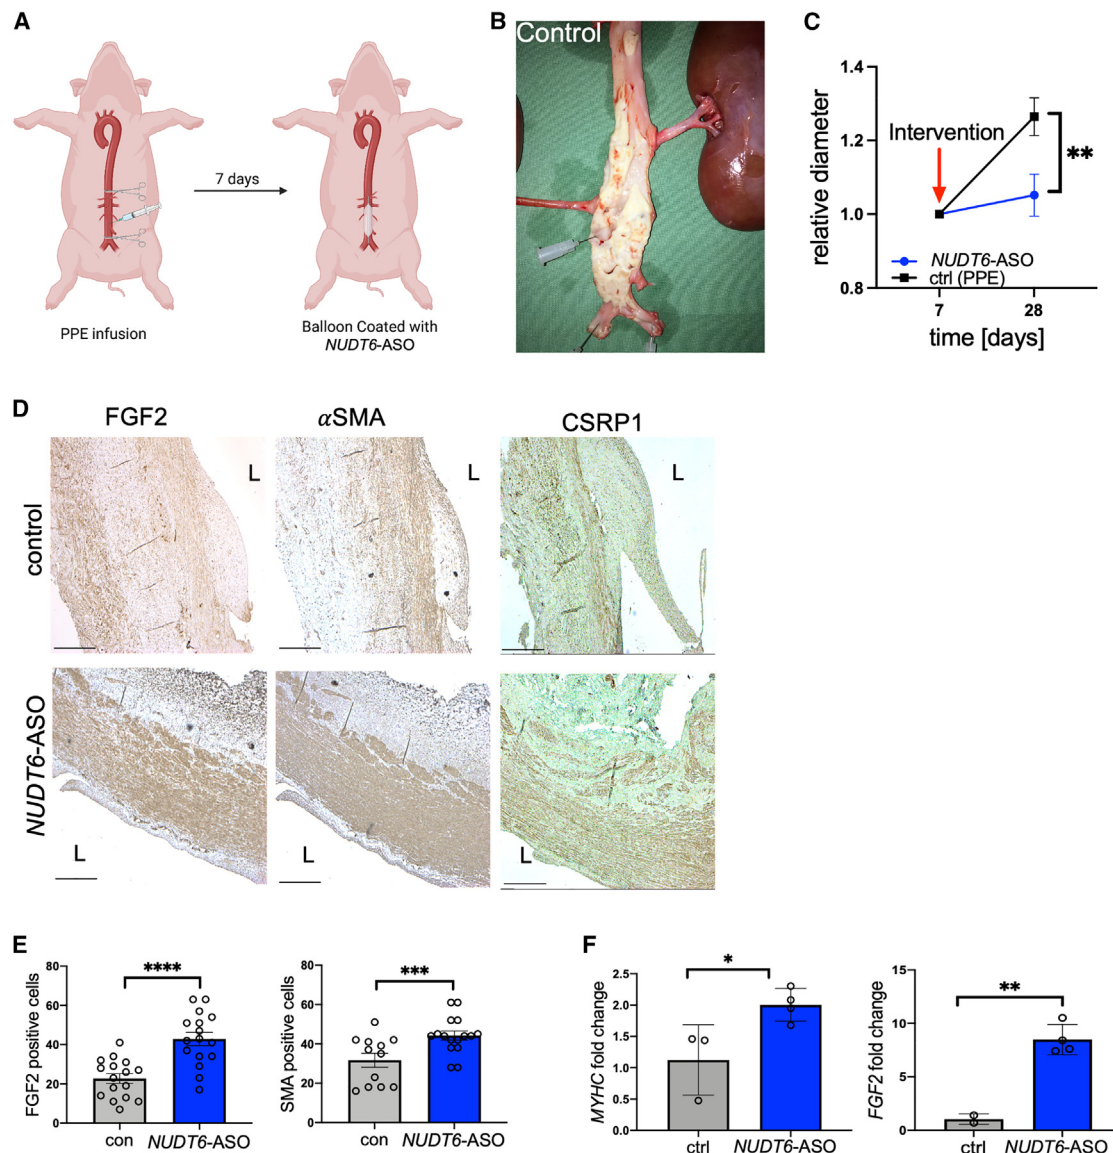 A
7 days
PPE infusion
Balloon Coated with
NUDT6-ASO
B
Control
C
1.4
1.2
1.0
0.8
relative diameter
Intervention
**
NUDT6-ASO
ctrl (PPE)
7
28
time [days]
D
FGF2
αSMA
CSRP1
control
L
L
L
NUDT6-ASO
L
L
L
E
80
60
40
20
0
FGF2 positive cells
****
con
NUDT6-ASO
80
60
40
20
0
SMA positive cells
***
con
NUDT6-ASO
F
2.5
2.0
1.5
1.0
0.5
0.0
MYHC fold change
*
ctrl
NUDT6-ASO
15
10
5
0
FGF2 fold change
**
ctrl
NUDT6-ASO